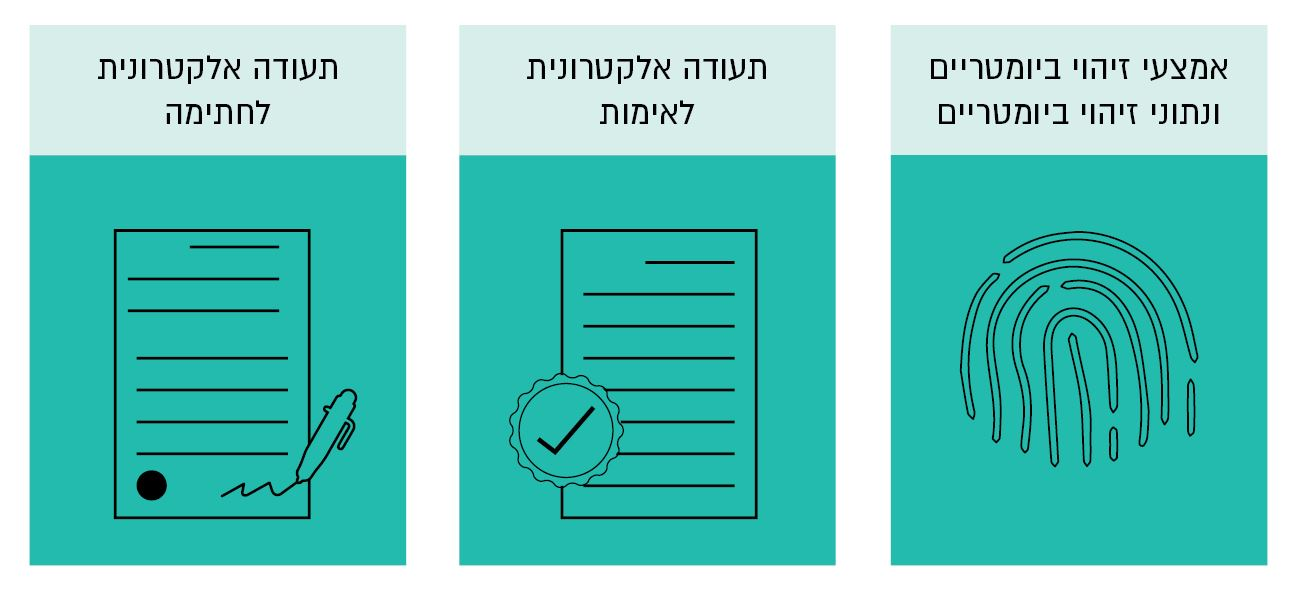 אמצעי זיהוי ביומטריים
ונתוני זיהוי ביומטריים
תעודה אלקטרונית
לאימות
תעודה אלקטרונית
לחתימה